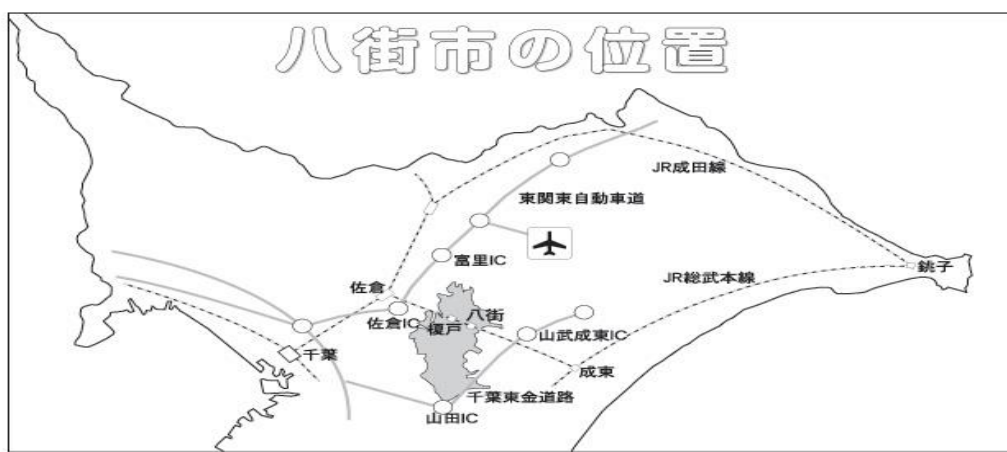 八街市の位置
JR成田線
東関東自動車道
富里IC
銚子
JR総武本線
佐倉
佐倉IC
八街
榎戸
山武成東IC
千葉
成東
千葉東金道路
山田IC